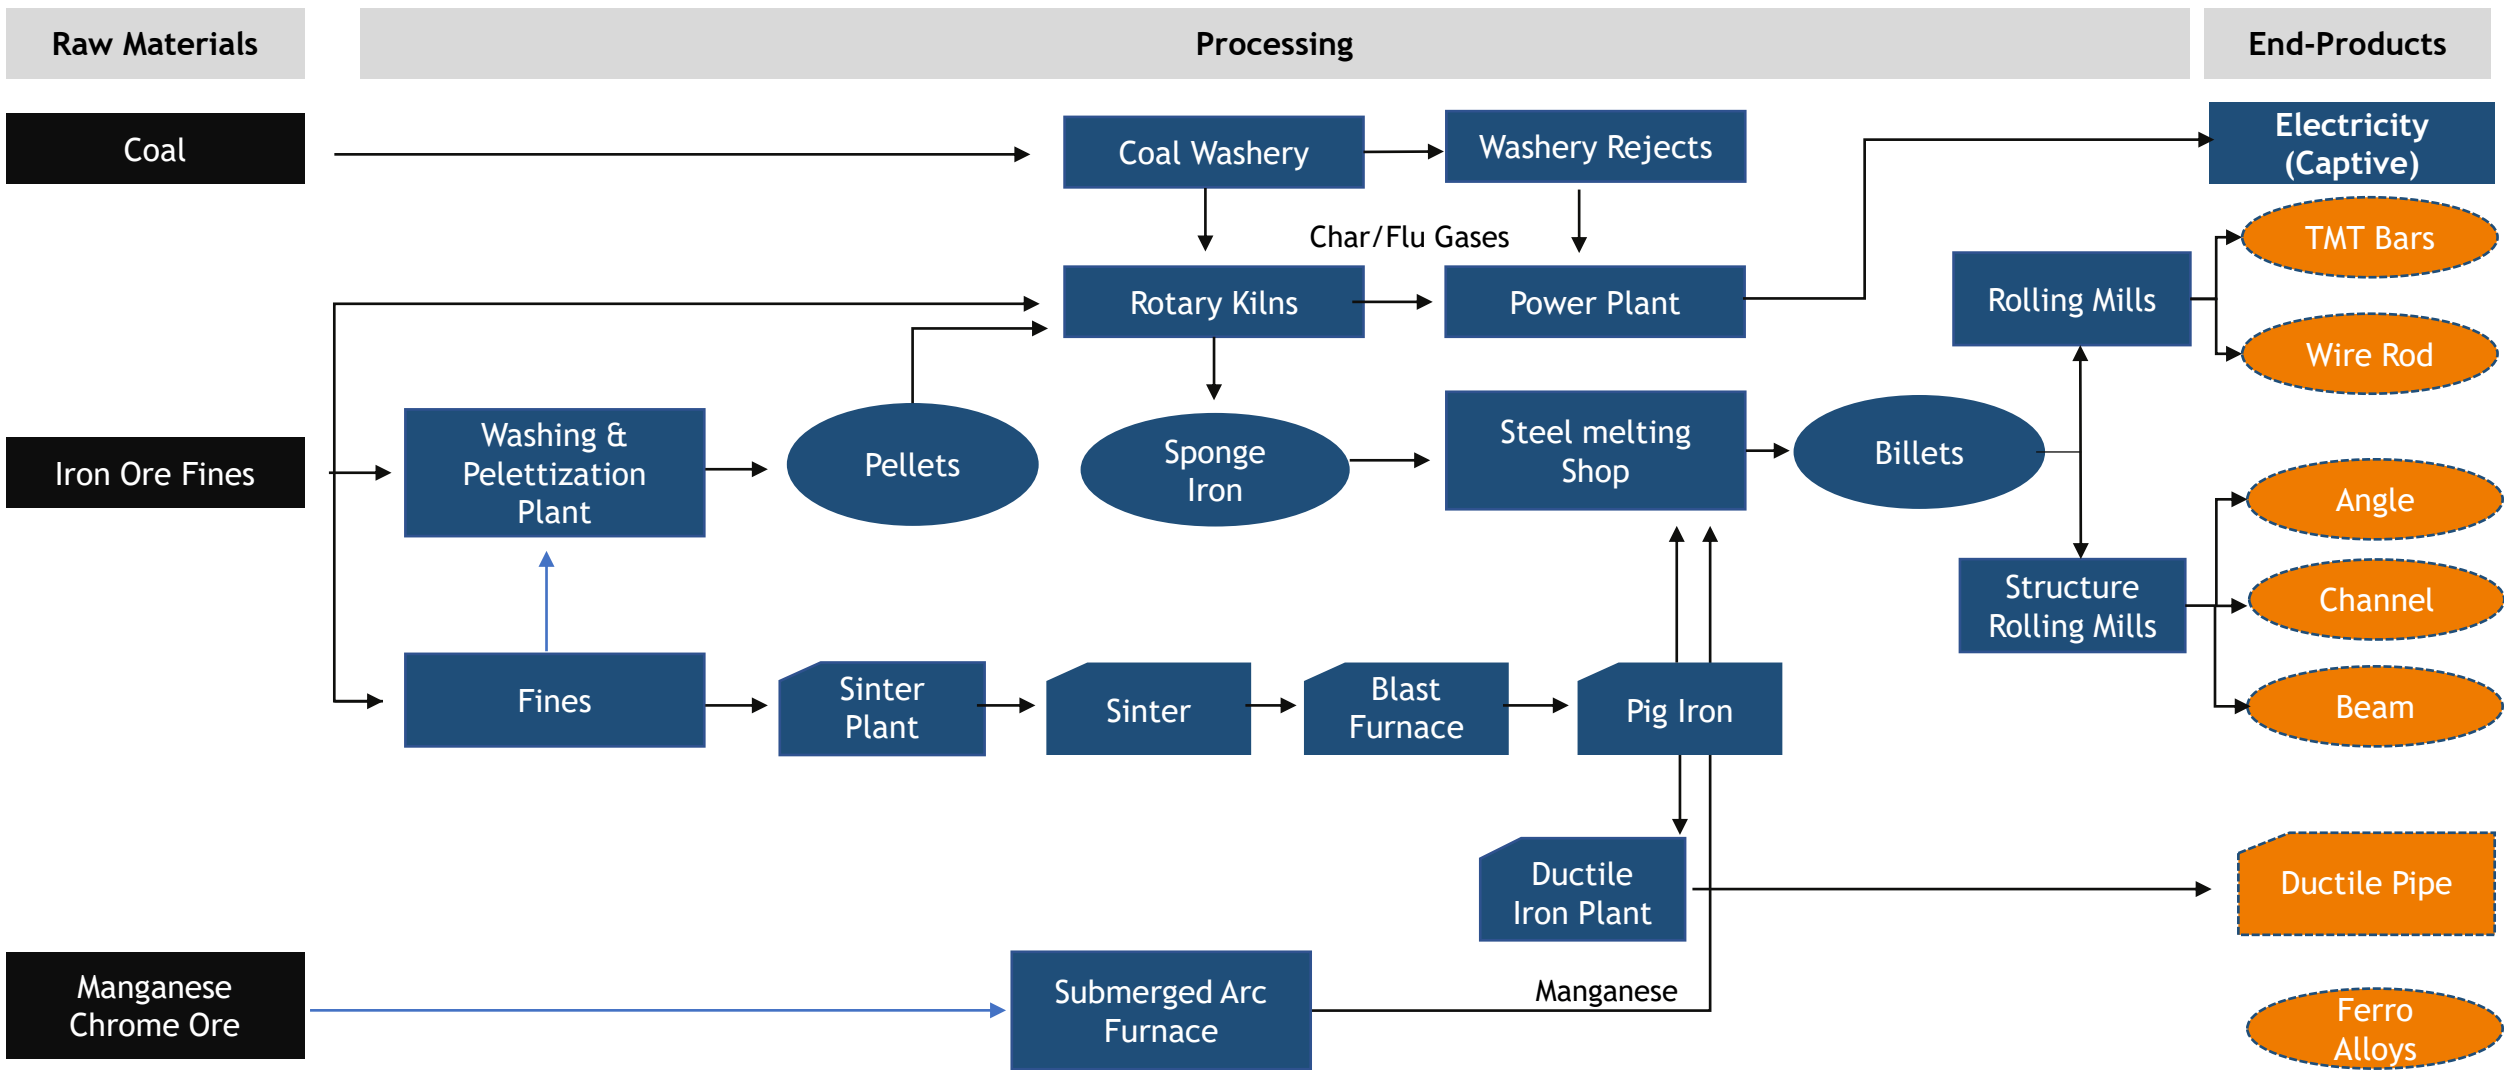 Raw Materials
Processing
End-Products
Coal
Coal Washery
Washery Rejects
Electricity
(Captive)
Char/Flu Gases
TMT Bars
Rotary Kilns
Power Plant
Rolling Mills
Wire Rod
Iron Ore Fines
Washing &
Pelettization
Plant
Pellets
Sponge
Iron
Steel melting
Shop
Billets
Angle
Structure
Rolling Mills
Channel
Fines
Sinter
Plant
Sinter
Blast
Furnace
Pig Iron
Beam
Ductile
Iron Plant
Ductile Pipe
Manganese
Chrome Ore
Submerged Arc
Furnace
Manganese
Ferro
Alloys